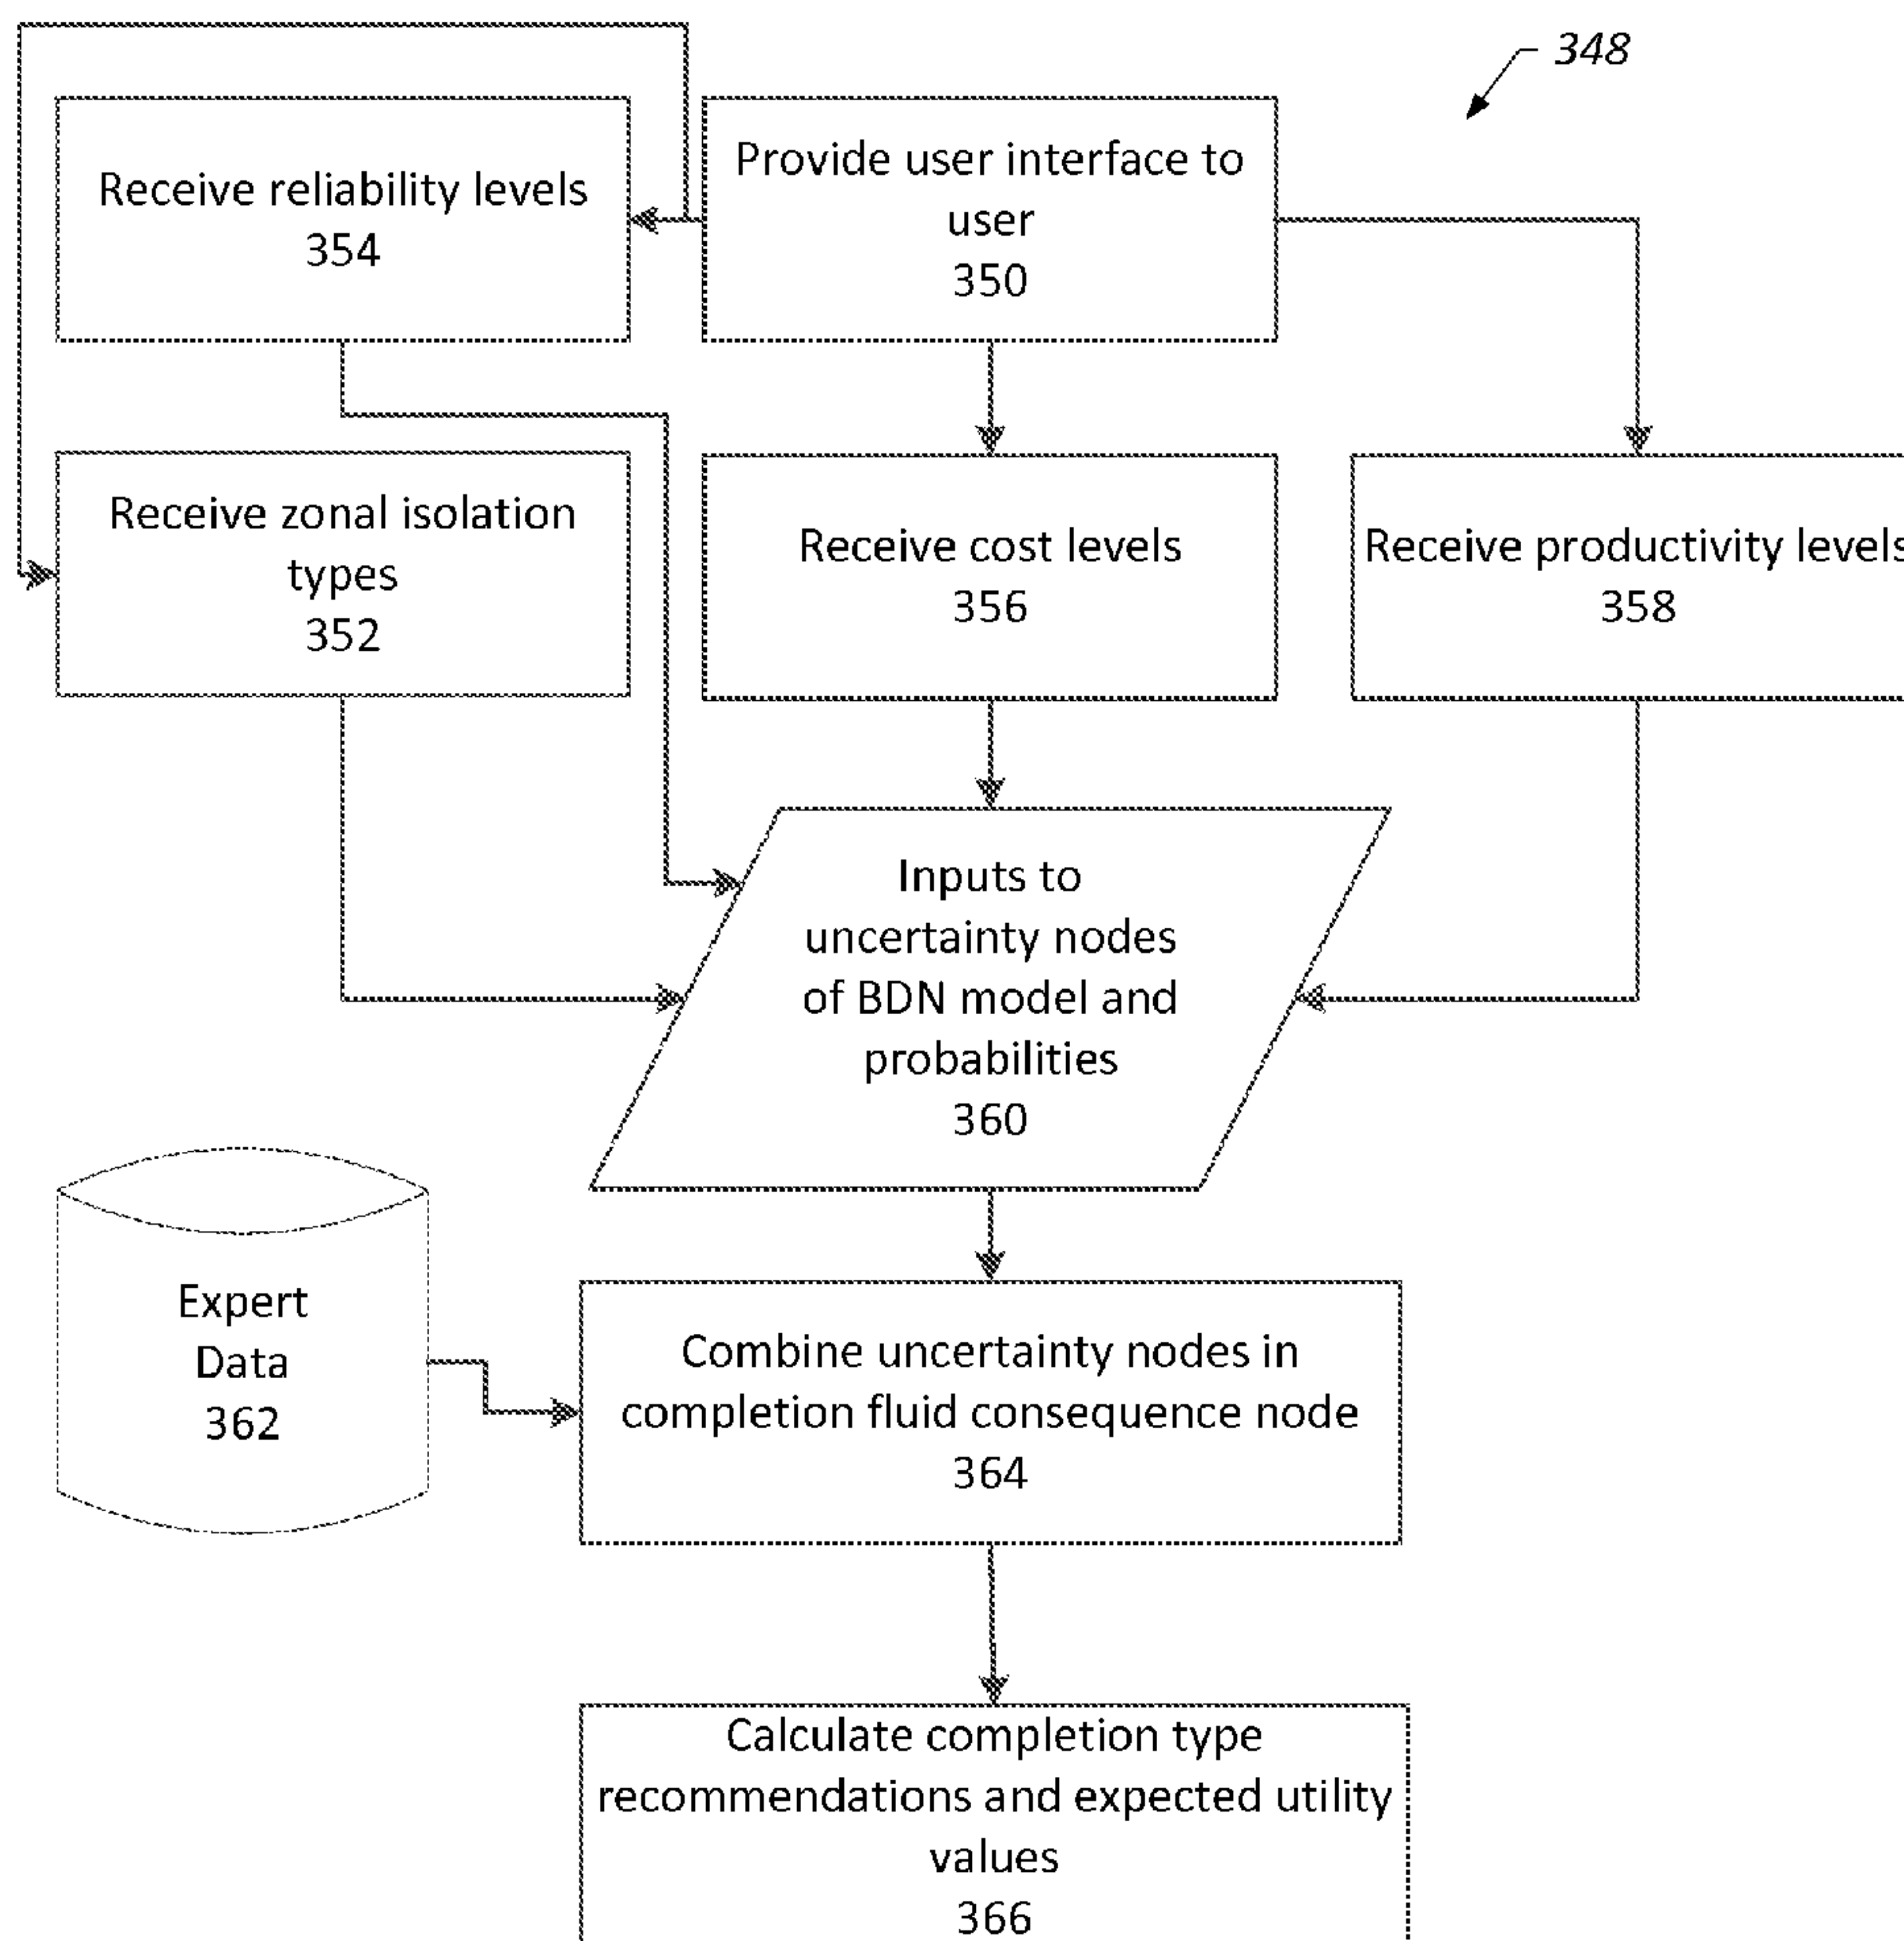 348
Receive reliability levels
354
Provide user interface to
user
350
Receive zonal isolation
types
352
Receive cost levels
356
Receive productivity levels
358
Inputs to
uncertainty nodes
of BDN model and
probabilities
360
Expert
Data
362
Combine uncertainty nodes in
completion fluid consequence node
364
Calculate completion type
recommendations and expected utility
values
366